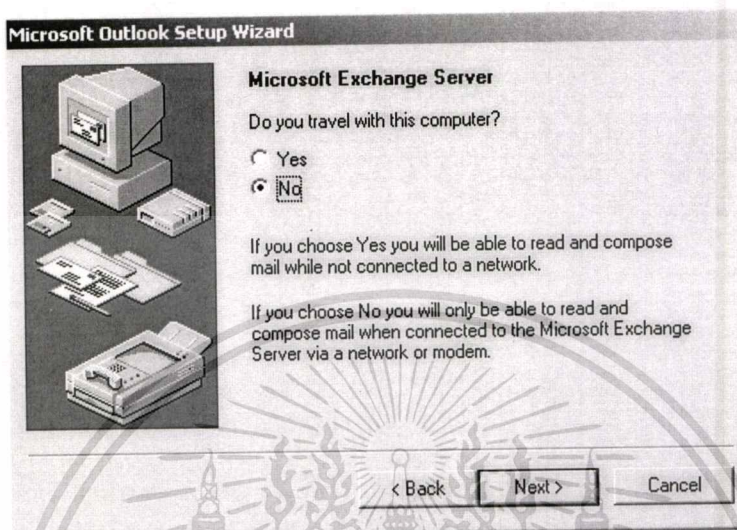 Microsoft Outlook Setup Wizard
Microsoft Exchange Server
Do you travel with this computer?
Yes
No
If you choose Yes you will be able to read and compose
mail while not connected to a network.
If you choose No you will only be able to read and
compose mail when connected to the Microsoft Exchange
Server via a network or modem.
< Back Next > Cancel